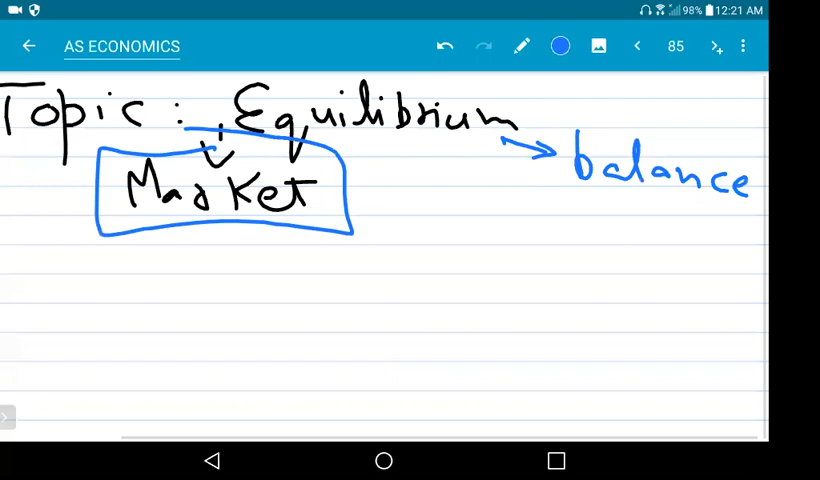 98% 12:21 AM
AS ECONOMICS
85
Topic: Equilibrium
balance
Market